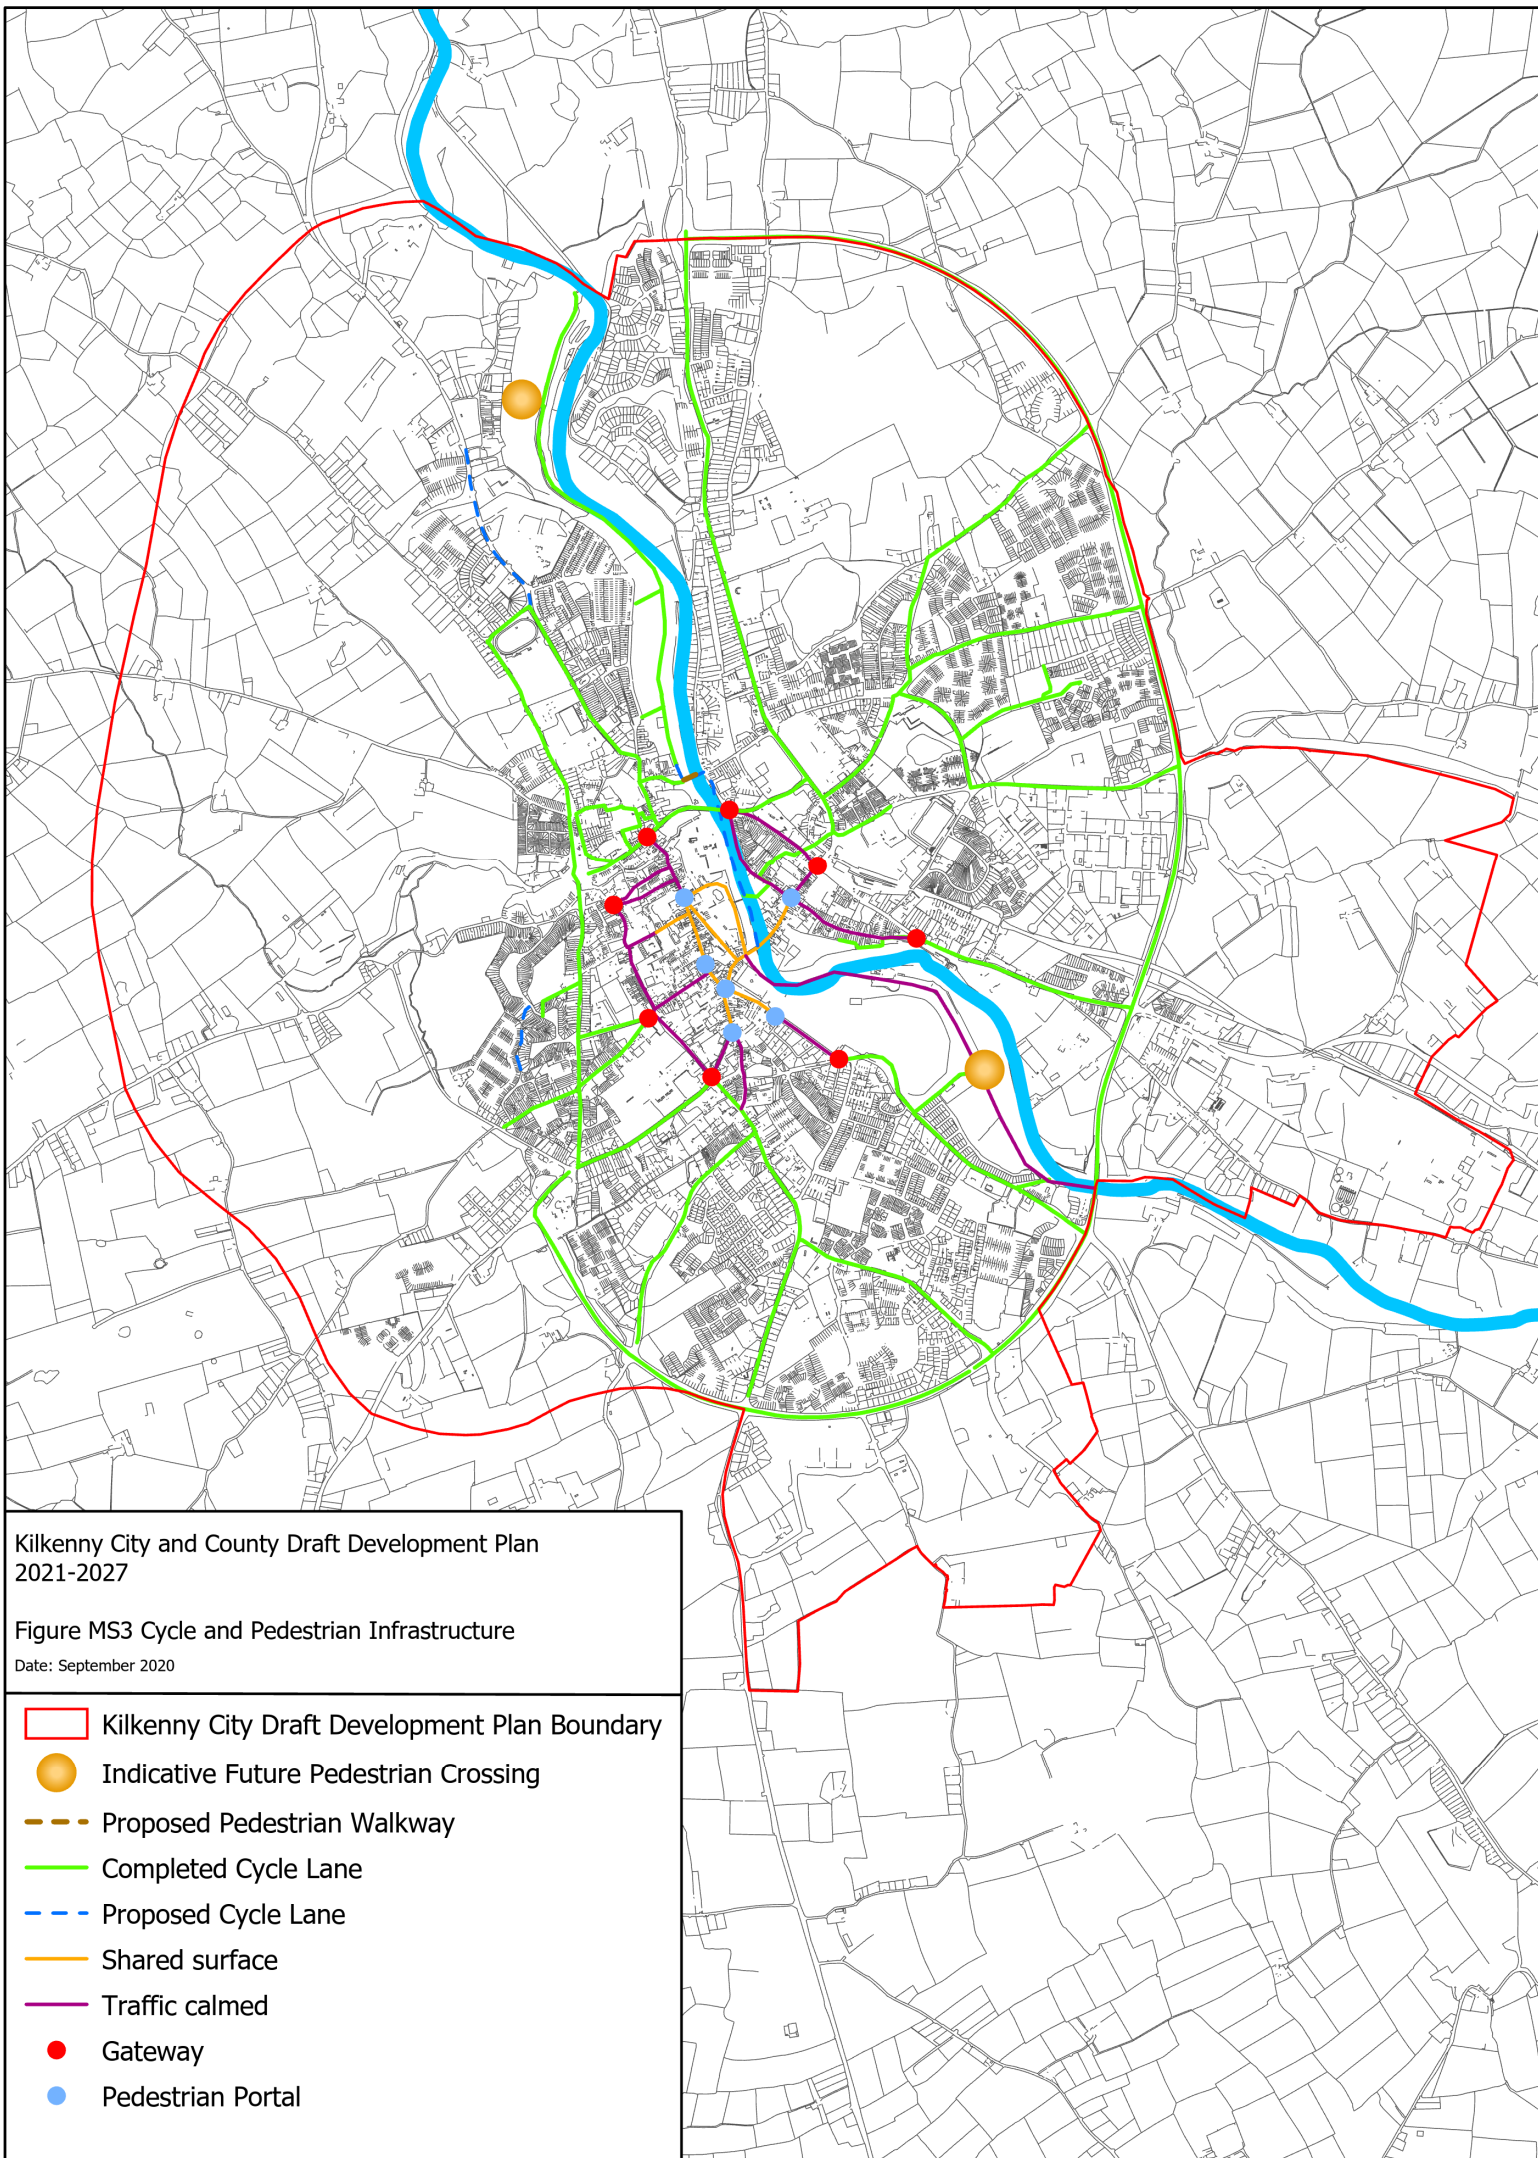 Kilkenny City and County Draft Development Plan
2021-2027
Figure MS3 Cycle and Pedestrian Infrastructure
Date: September 2020
Kilkenny City Draft Development Plan Boundary
Indicative Future Pedestrian Crossing
Proposed Pedestrian Walkway
Completed Cycle Lane
Proposed Cycle Lane
Shared surface
Traffic calmed
Gateway
Pedestrian Portal